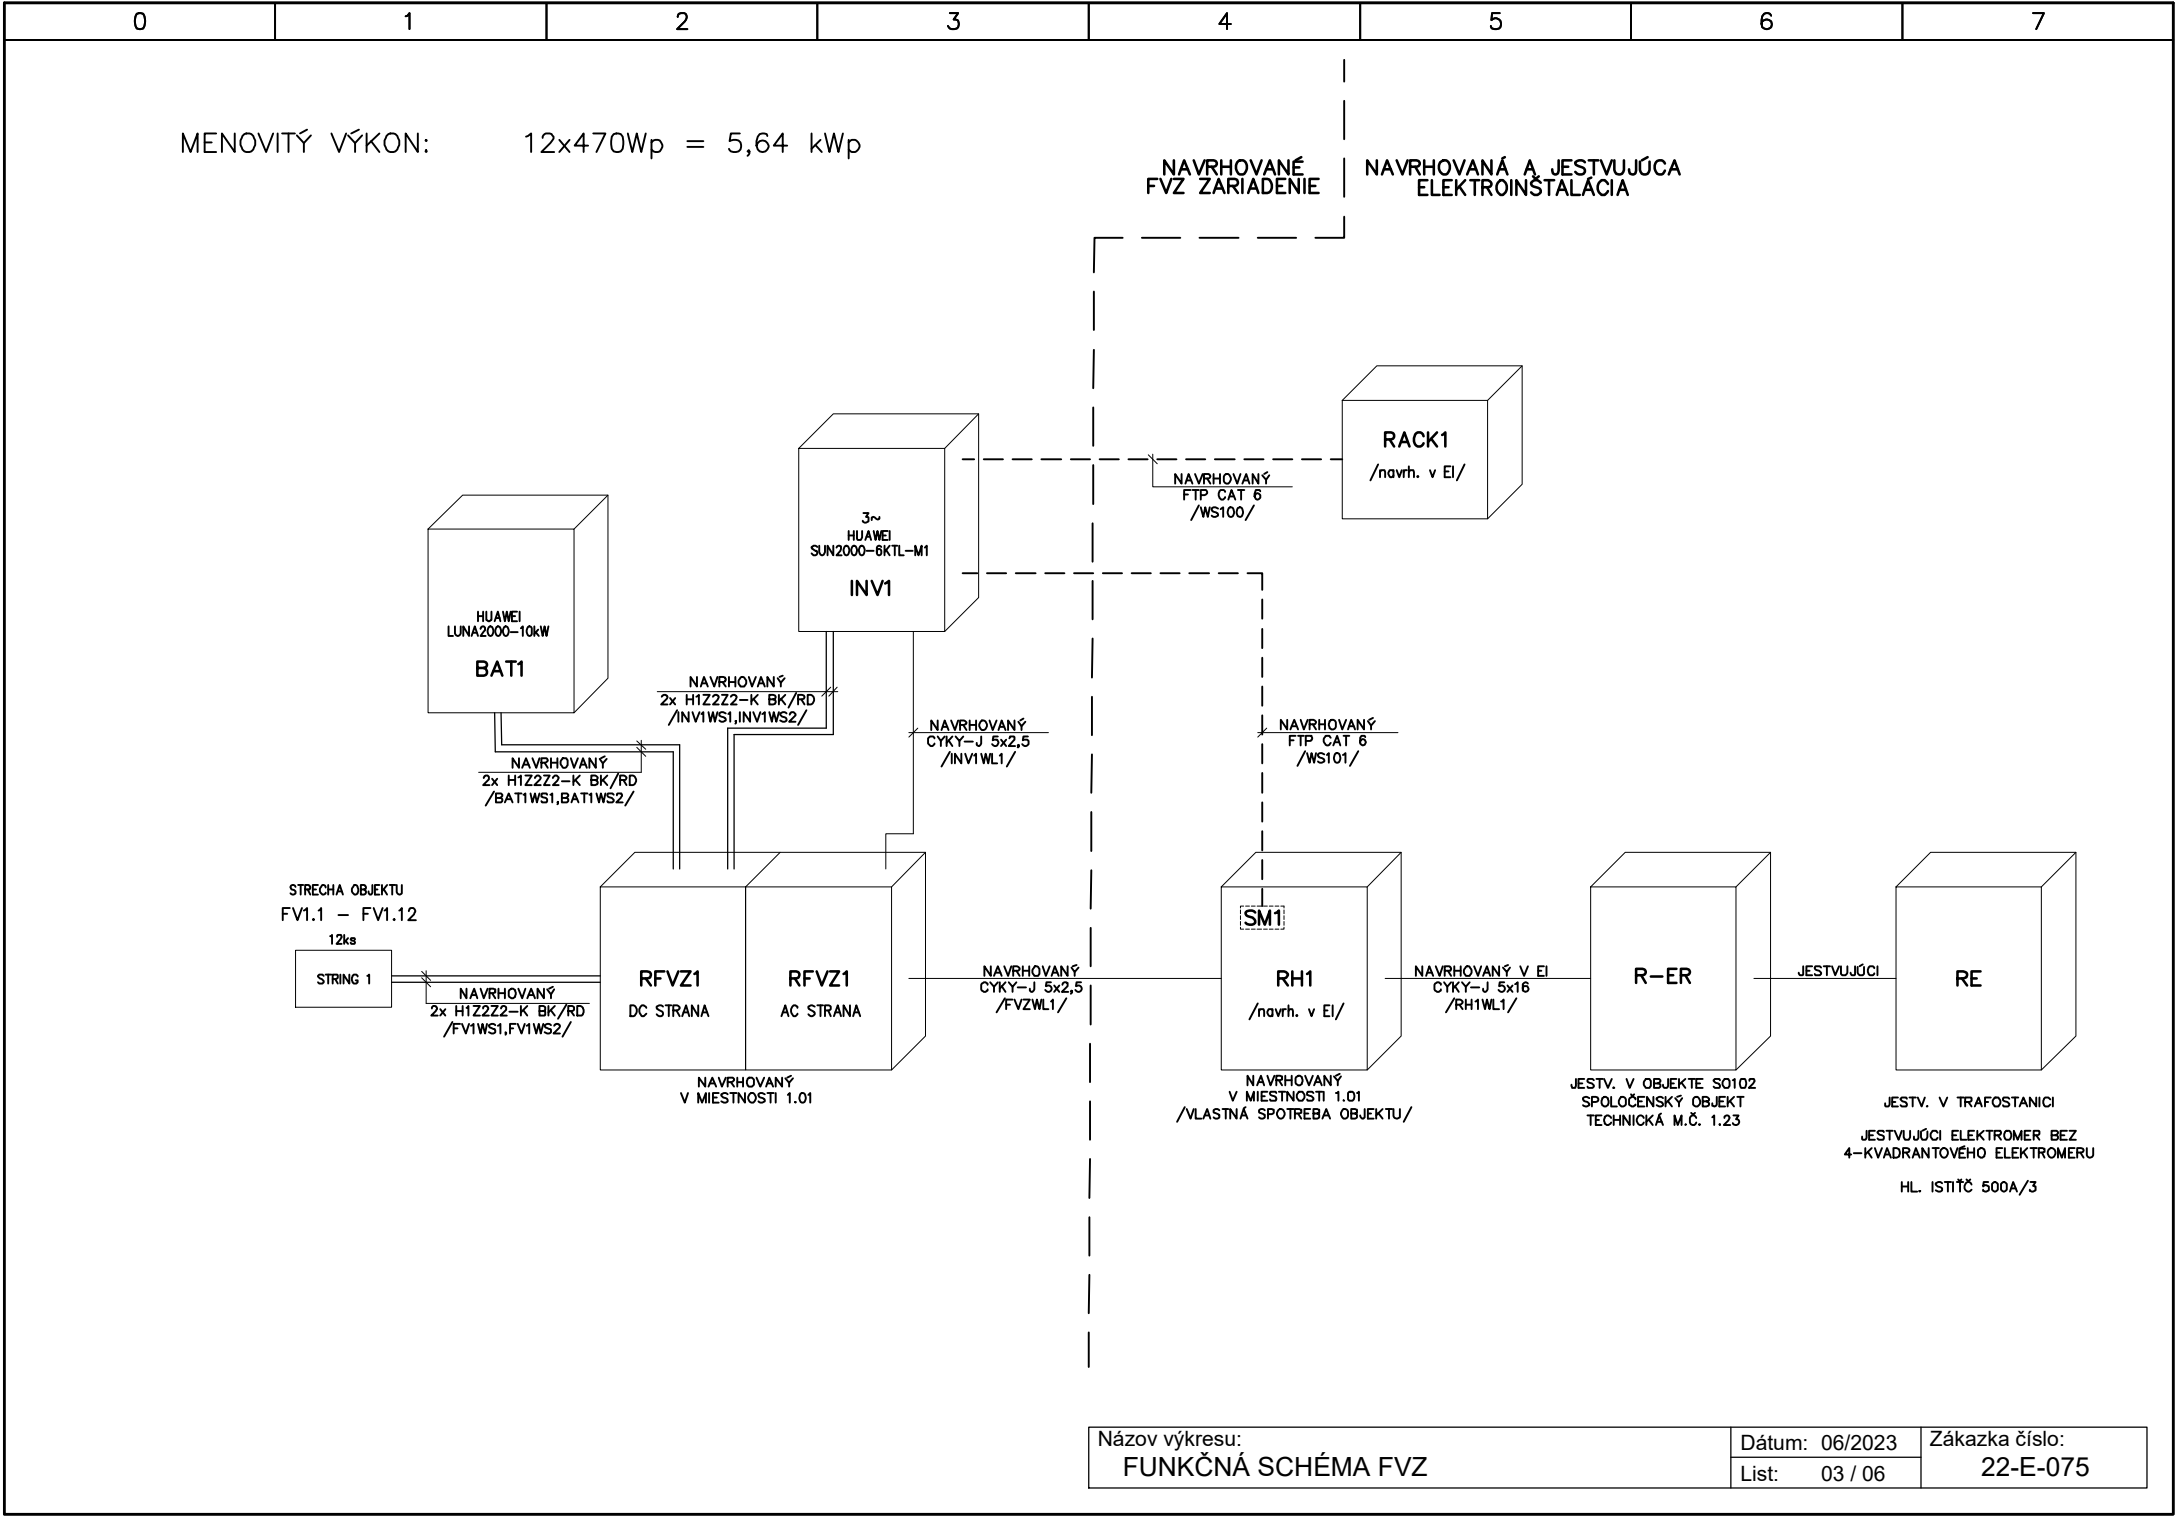 0 1 2 3 4 5 6 7
MENOVITÝ VÝKON: 12x470Wp = 5,64 kWp
NAVRHOVANÉ
FVZ ZARIADENIE
NAVRHOVANÁ A JESTVUJÚCA
ELEKTROINŠTALÁCIA
RACK1
/navrh. v EI/
NAVRHOVANÝ
FTP CAT 6
/WS100/
3~
HUAWEI
SUN2000-6KTL-M1
INV1
HUAWEI
LUNA2000-10kW
BAT1
NAVRHOVANÝ
2x H1Z2Z2-K BK/RD
/INV1WS1,INV1WS2/
NAVRHOVANÝ
CYKY-J 5x2,5
/INV1WL1/
NAVRHOVANÝ
FTP CAT 6
/WS101/
NAVRHOVANÝ
2x H1Z2Z2-K BK/RD
/BAT1WS1,BAT1WS2/
STRECHA OBJEKTU
FV1.1 - FV1.12
12ks
STRING 1
NAVRHOVANÝ
2x H1Z2Z2-K BK/RD
/FV1WS1,FV1WS2/
RFVZ1
DC STRANA
RFVZ1
AC STRANA
NAVRHOVANÝ
V MIESTNOSTI 1.01
NAVRHOVANÝ
CYKY-J 5x2,5
/FVZWL1/
SM1
RH1
/navrh. v EI/
NAVRHOVANÝ
V MIESTNOSTI 1.01
/VLASTNÁ SPOTREBA OBJEKTU/
NAVRHOVANÝ V EI
CYKY-J 5x16
/RH1WL1/
R-ER
JESTV. V OBJEKTE SO102
SPOLOČENSKÝ OBJEKT
TECHNICKÁ M.Č. 1.23
JESTVUJÚCI
RE
JESTV. V TRAFOSTANICI
JESTVUJÚCI ELEKTROMER BEZ
4-KVADRANTOVÉHO ELEKTROMERU
HL. ISTITČ 500A/3
Názov výkresu:
FUNKČNÁ SCHÉMA FVZ
Dátum: 06/2023
List: 03 / 06
Zákazka číslo:
22-E-075